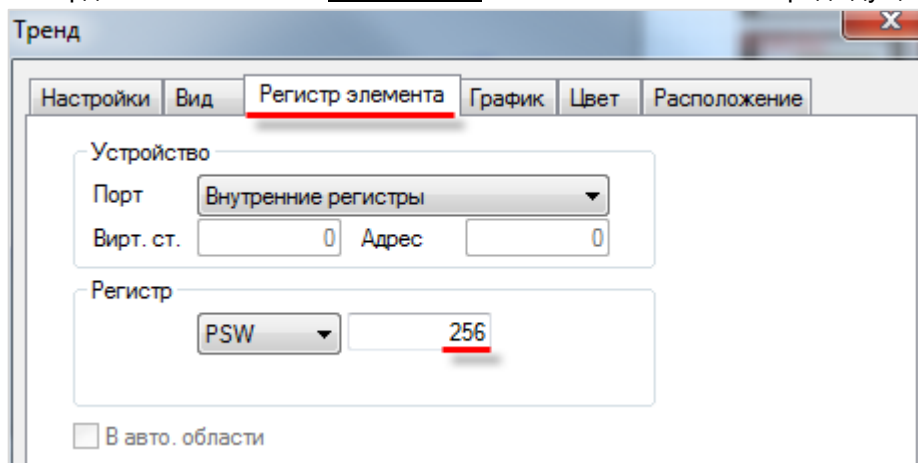 Тренд
Настройки Вид Регистр элемента График Цвет Расположение
Устройство
Порт Внутренние регистры
Вирт. ст. 0 Адрес 0
Регистр
PSW 256
В авто. области